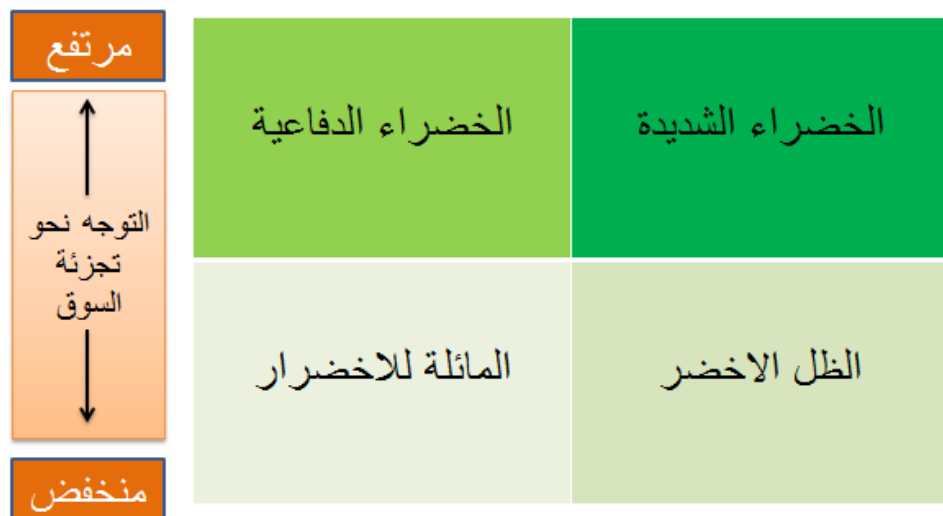 مرتفع
الخضراء الشديدة
الخضراء الدفاعية
التوجه نحو
تجزئة
السوق
الظل الاخضر
المائلة للاخضرار
منخفض